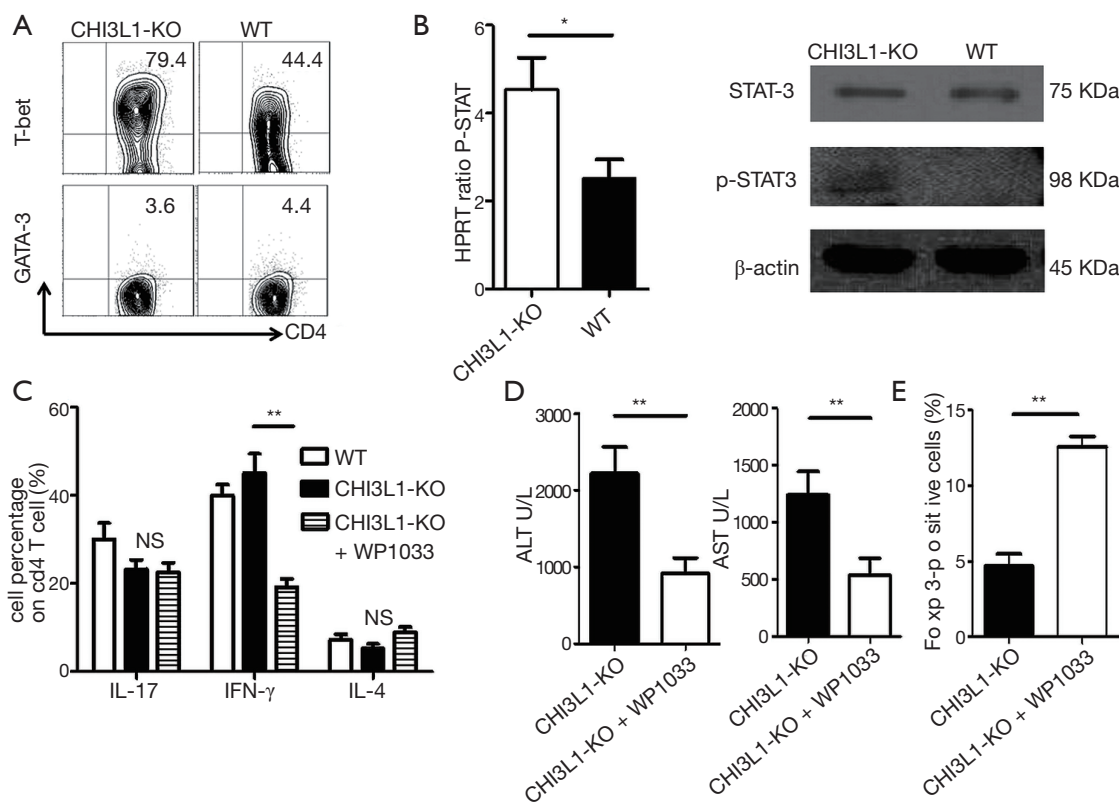 A
CHI3L1-KO WT
79.4 44.4
T-bet
3.6 4.4
GATA-3
CD4
B
*
HPRT ratio P-STAT
6
4
2
0
CHI3L1-KO
WT
CHI3L1-KO WT
STAT-3 75 KDa
p-STAT3 98 KDa
β-actin 45 KDa
C
cell percentage
on cd4 T cell (%)
60
40
20
0
**
NS
NS
WT
CHI3L1-KO
CHI3L1-KO
+ WP1033
IL-17 IFN-γ IL-4
D
**
ALT U/L
3000
2000
1000
0
CHI3L1-KO
CHI3L1-KO + WP1033
**
AST U/L
2000
1500
1000
500
0
CHI3L1-KO
CHI3L1-KO + WP1033
E
**
Fo xp 3-p o sit ive cells (%)
15
10
5
0
CHI3L1-KO
CHI3L1-KO + WP1033